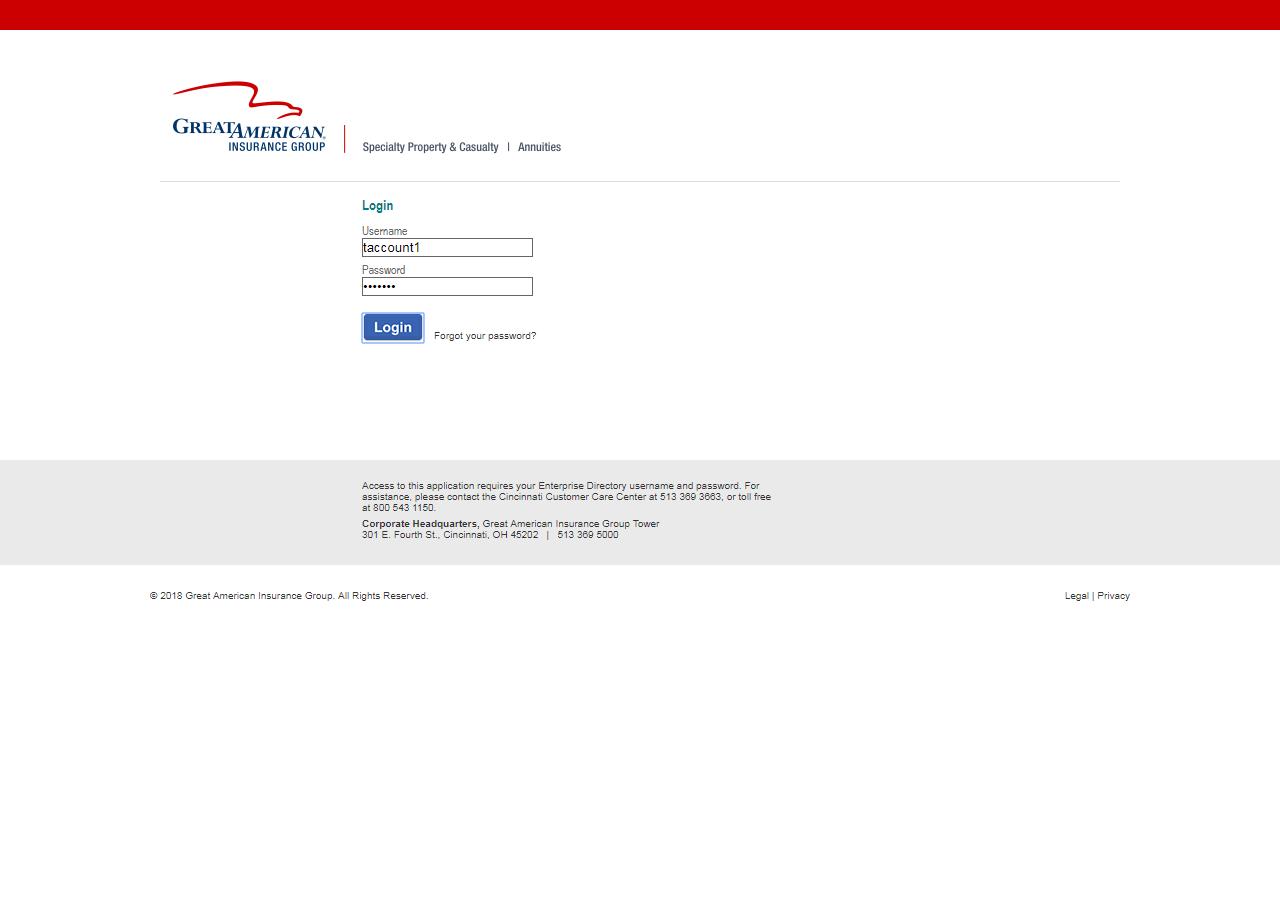 GREATAMERICAN®
INSURANCE GROUP
Specialty Property & Casualty | Annuities
Login
Username
taccount1
Password
•••••••
Login
Forgot your password?
Access to this application requires your Enterprise Directory username and password. For
assistance, please contact the Cincinnati Customer Care Center at 513 369 3663, or toll free
at 800 543 1150.
Corporate Headquarters, Great American Insurance Group Tower
301 E. Fourth St., Cincinnati, OH 45202 | 513 369 5000
© 2018 Great American Insurance Group. All Rights Reserved.
Legal | Privacy